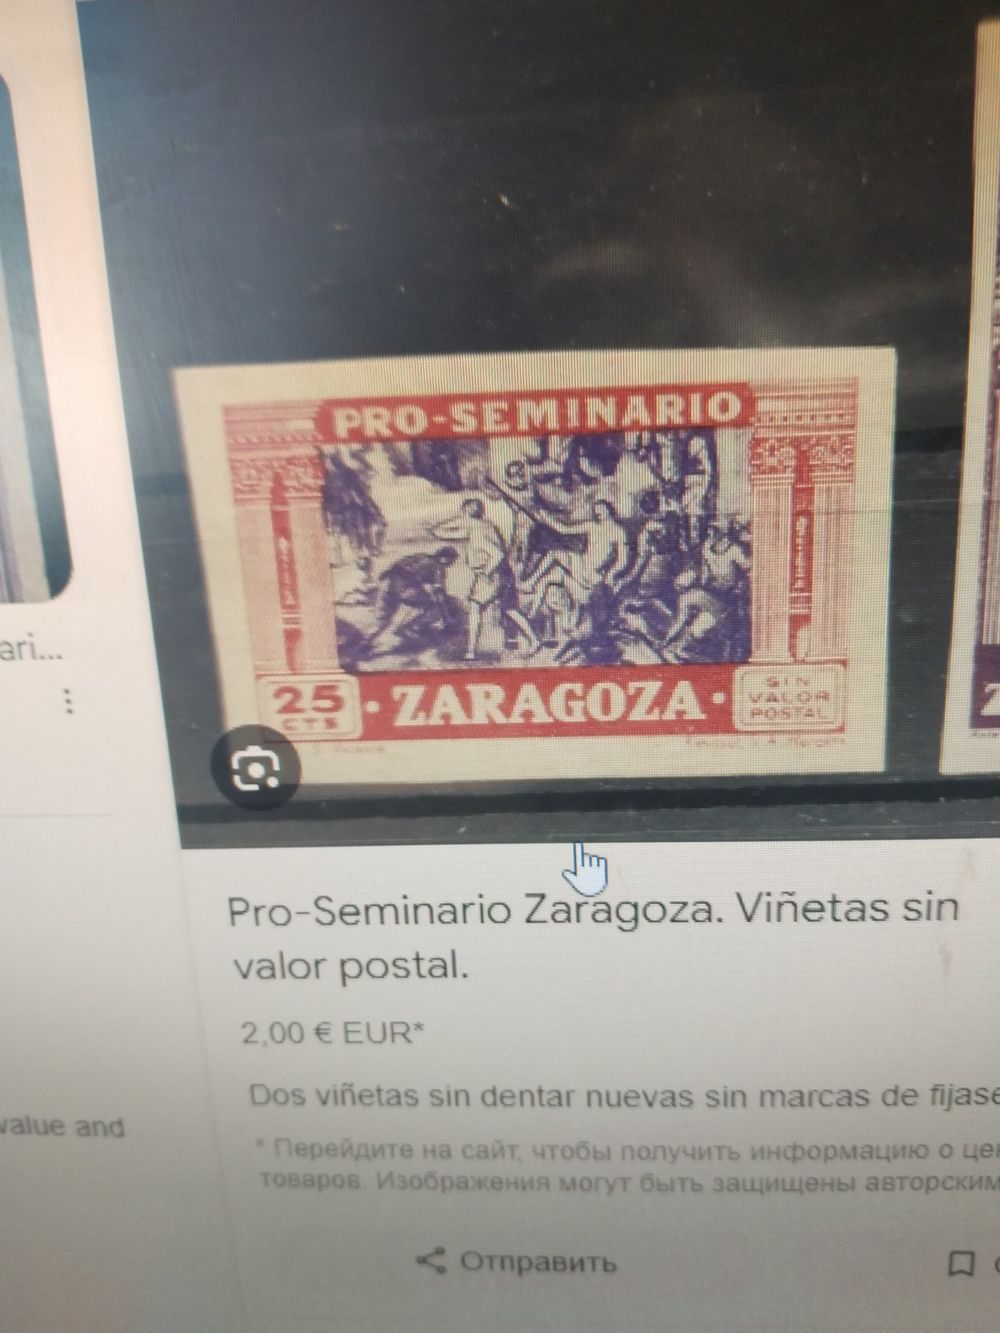 PRO-SEMINARIO
25
CTS
· ZARAGOZA ·
SIN
VALOR
POSTAL
ari...
Z
Pro-Seminario Zaragoza. Viñetas sin
valor postal.
2,00 € EUR*
Dos viñetas sin dentar nuevas sin marcas de fijase
value and
* Перейдите на сайт, чтобы получить информацию о це
товаров. Изображения могут быть защищены авторским
Отправить